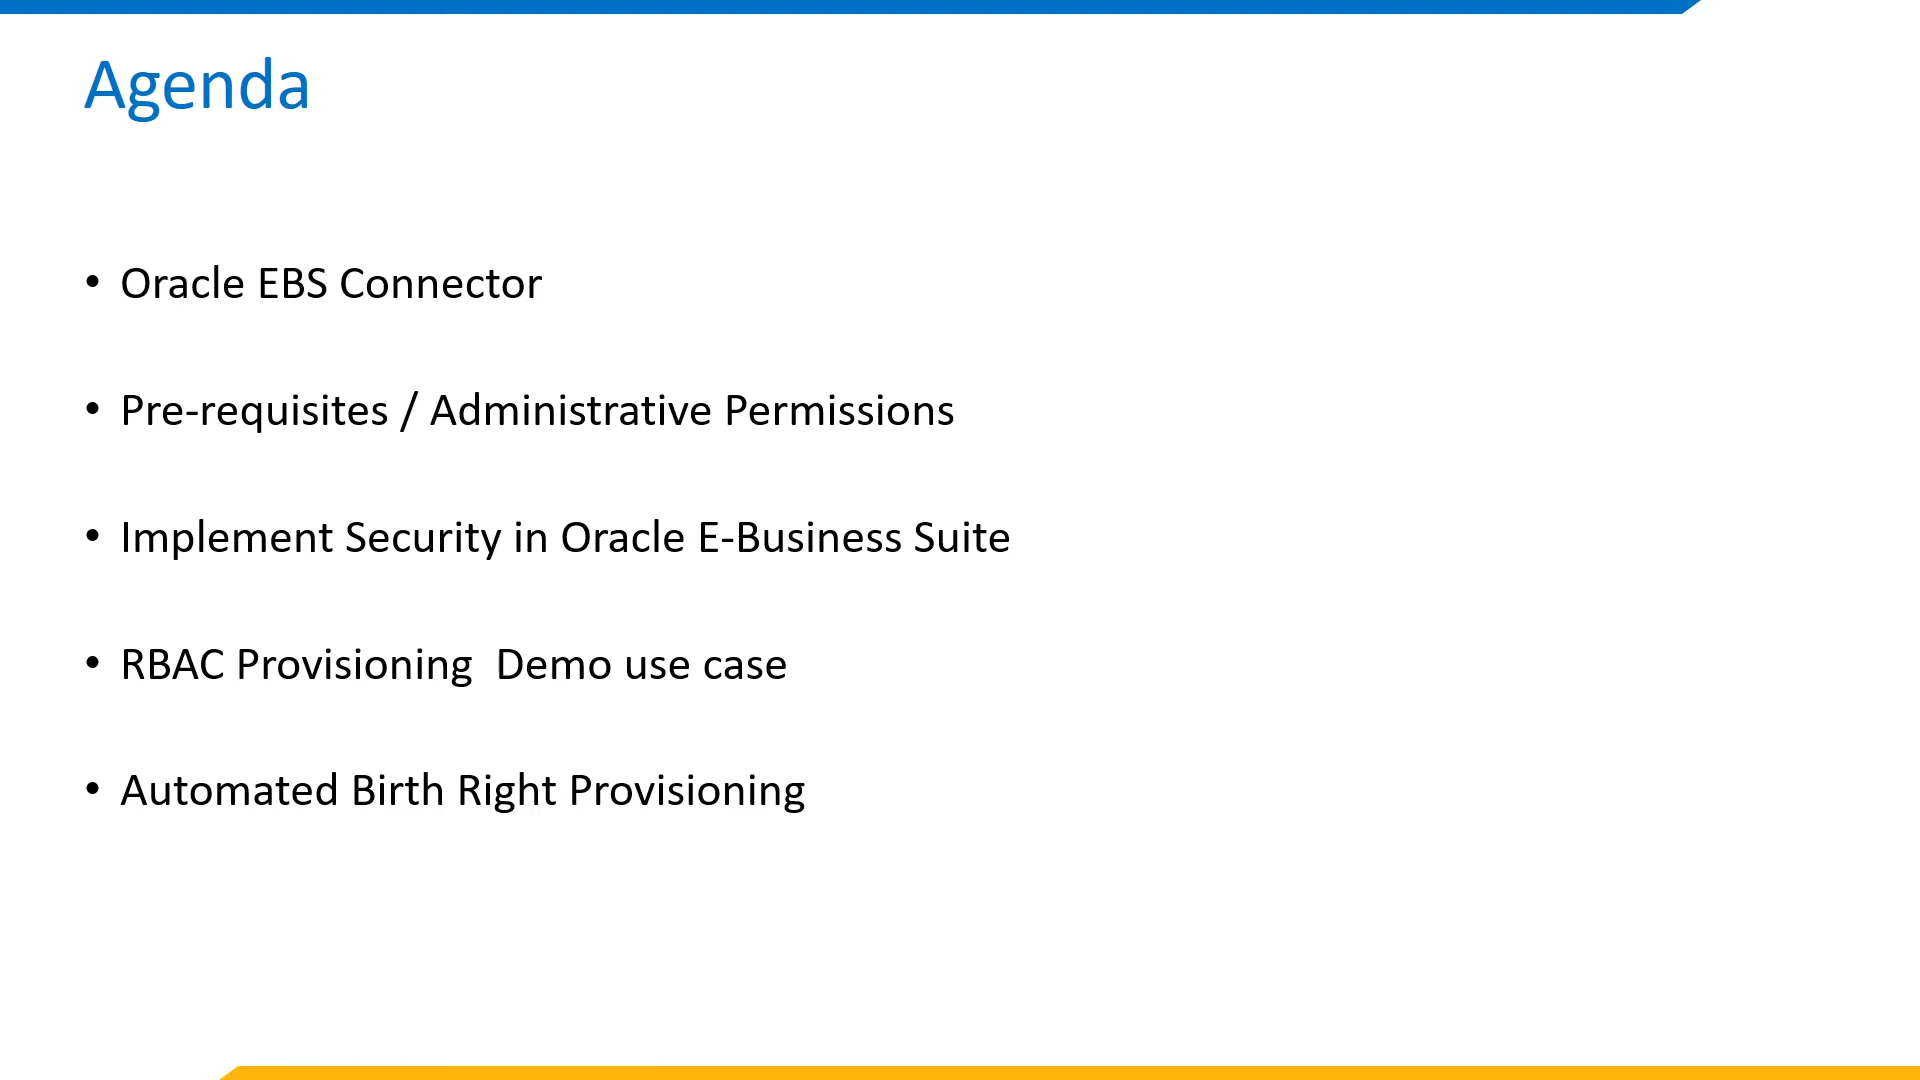 Agenda
• Oracle EBS Connector
• Pre-requisites / Administrative Permissions
• Implement Security in Oracle E-Business Suite
• RBAC Provisioning  Demo use case
• Automated Birth Right Provisioning